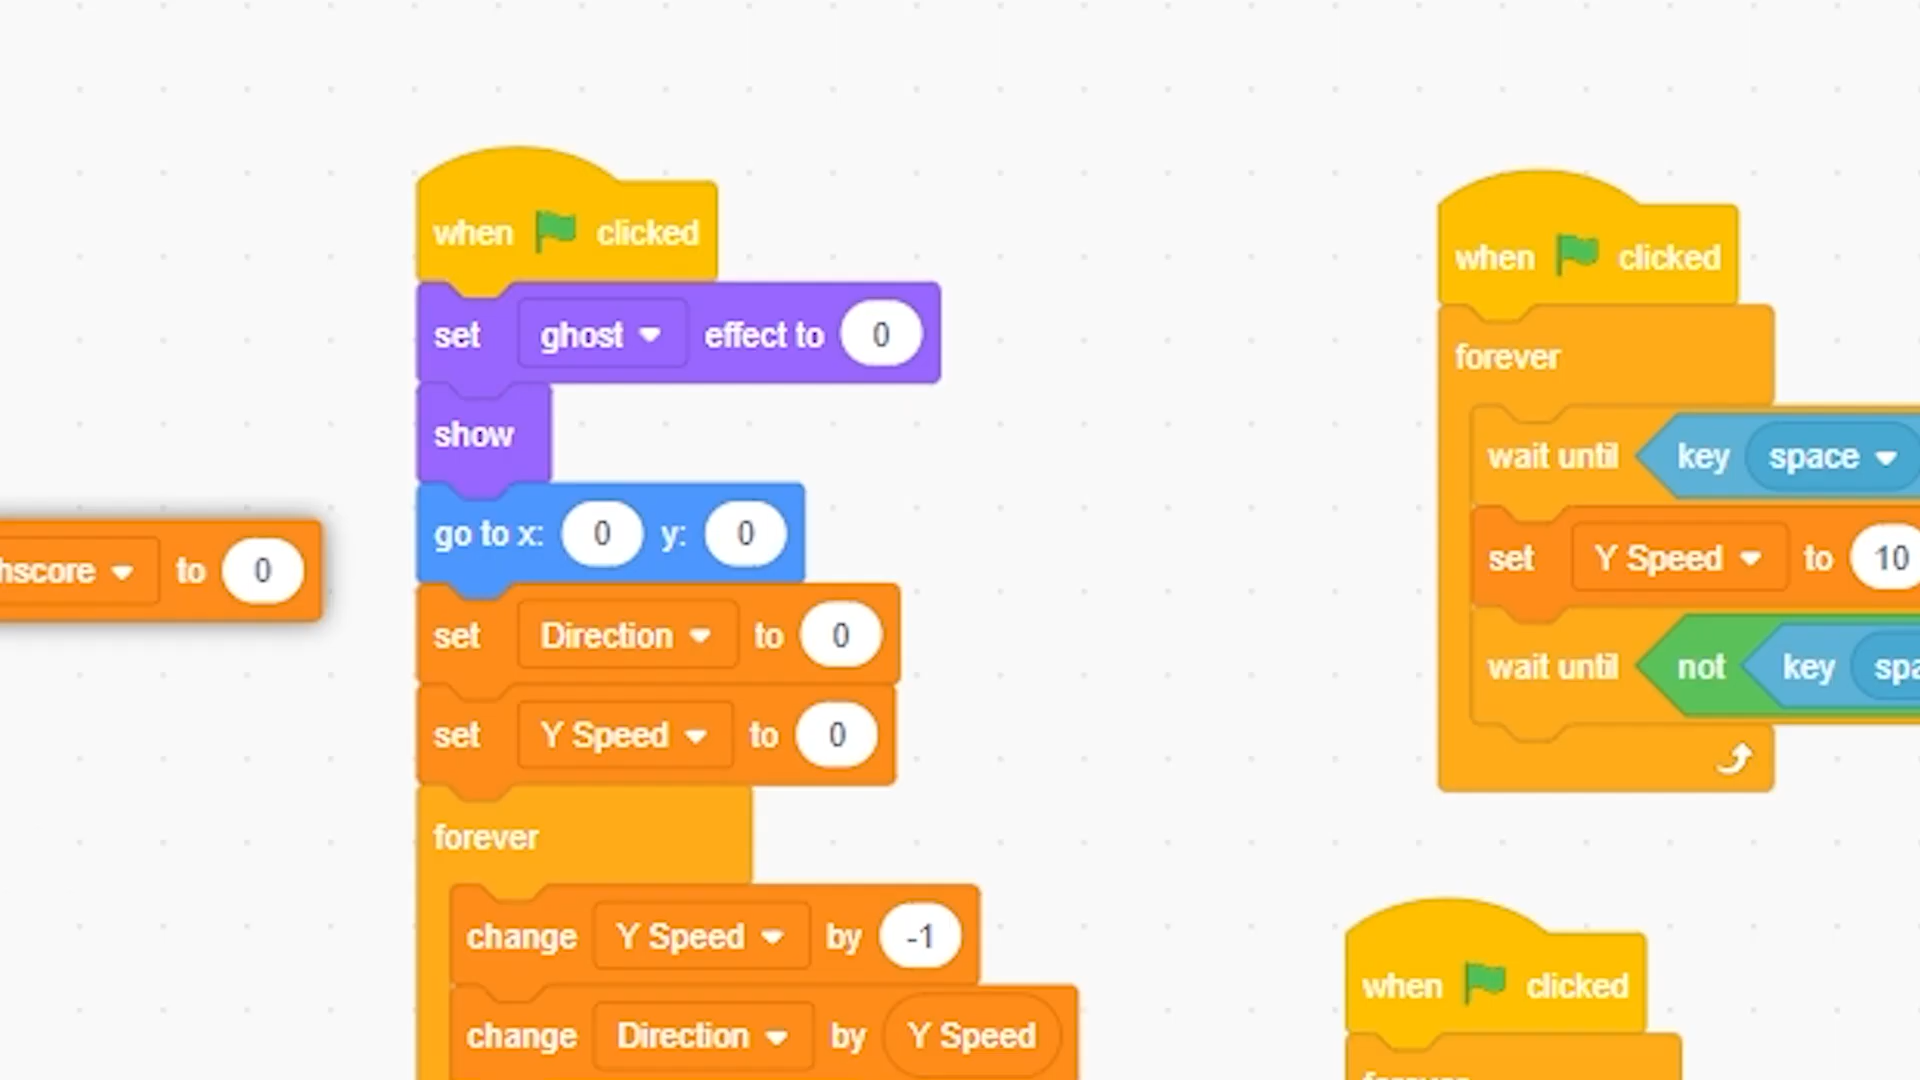 when clicked
set ghost effect to 0
show
go to x: 0 y: 0
set Direction to 0
set Y Speed to 0
forever
change Y Speed by -1
change Direction by Y Speed
hscore to 0
when clicked
forever
wait until key space
set Y Speed to 10
wait until not key spa
when clicked
forever